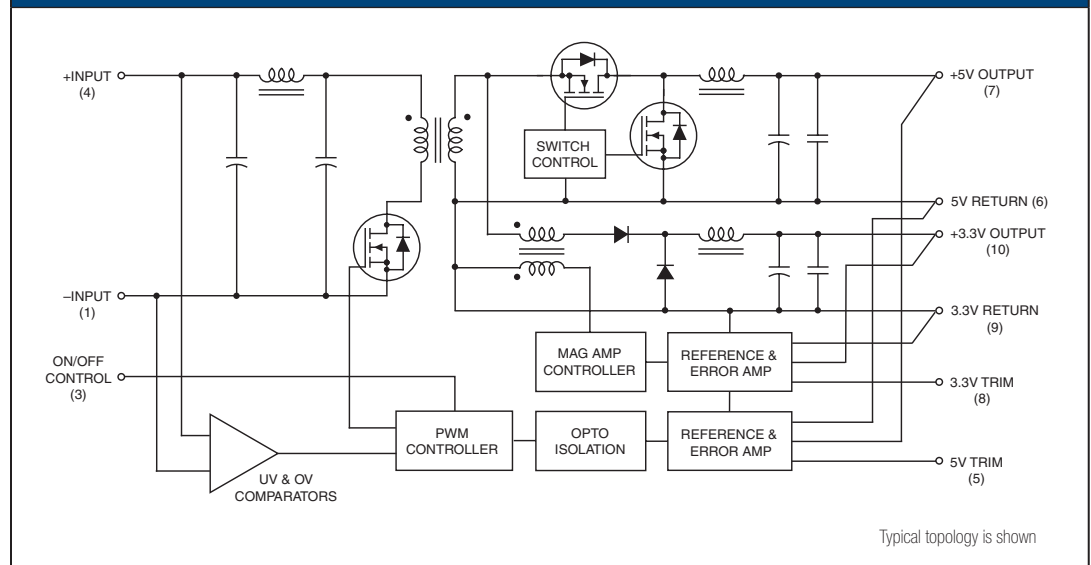 +INPUT
(4)
+5V OUTPUT
(7)
SWITCH
CONTROL
5V RETURN (6)
+3.3V OUTPUT
(10)
–INPUT
(1)
3.3V RETURN
(9)
ON/OFF
CONTROL
(3)
MAG AMP
CONTROLLER
REFERENCE &
ERROR AMP
3.3V TRIM
(8)
PWM
CONTROLLER
OPTO
ISOLATION
REFERENCE &
ERROR AMP
5V TRIM
(5)
UV & OV
COMPARATORS
Typical topology is shown